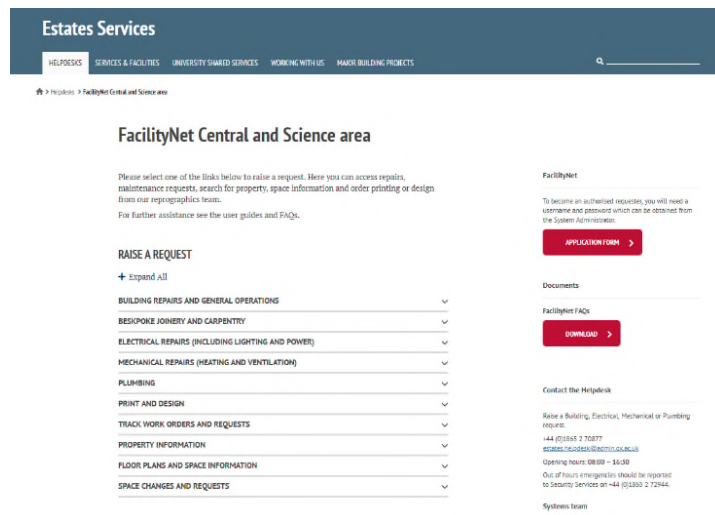 Estates Services
HELPDESKS SERVICES & FACILITIES UNIVERSITY SHARED SERVICES WORKING WITH US MAJOR BUILDING PROJECTS
> Helpdesks > FacilityNet Central and Science area
FacilityNet Central and Science area
Please select one of the links below to raise a request. Here you can access repairs,
maintenance requests, search for property, space information and order printing or design
from our reprographics team.
For further assistance see the user guides and FAQs.
RAISE A REQUEST
+ Expand All
BUILDING REPAIRS AND GENERAL OPERATIONS
BESKPOKE JOINERY AND CARPENTRY
ELECTRICAL REPAIRS (INCLUDING LIGHTING AND POWER)
MECHANICAL REPAIRS (HEATING AND VENTILATION)
PLUMBING
PRINT AND DESIGN
TRACK WORK ORDERS AND REQUESTS
PROPERTY INFORMATION
FLOOR PLANS AND SPACE INFORMATION
SPACE CHANGES AND REQUESTS
FacilityNet
To become an authorised requester, you will need a
username and password which can be obtained from
the System Administrator.
APPLICATION FORM >
Documents
FacilityNet FAQs
DOWNLOAD >
Contact the Helpdesk
Raise a Building, Electrical, Mechanical or Plumbing
request.
+44 (0)1865 2 70877
estates.helpdesk@admin.ox.ac.uk
Opening hours: 08:00 – 16:30
Out of hours emergencies should be reported
to Security Services on +44 (0)1865 2 72944.
Systems team